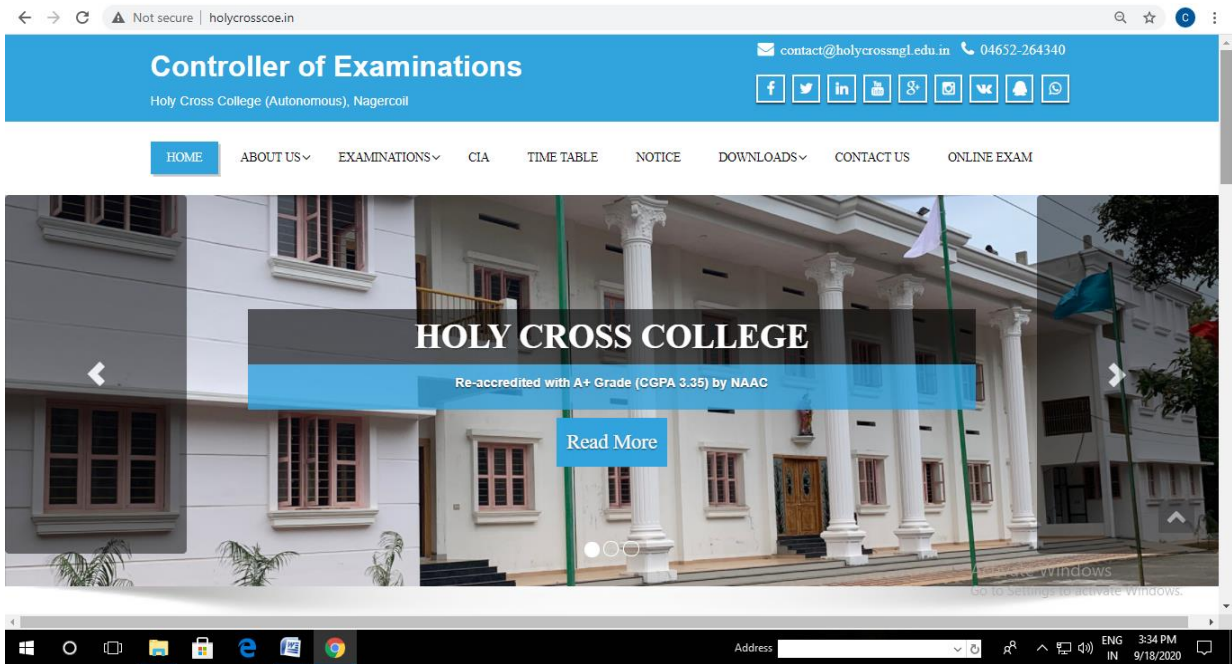 Not secure | holycrosscoe.in
C
Controller of Examinations
Holy Cross College (Autonomous), Nagercoil
contact@holycrossngl.edu.in 04652-264340
HOME ABOUT US EXAMINATIONS CIA TIME TABLE NOTICE DOWNLOADS CONTACT US ONLINE EXAM
HOLY CROSS COLLEGE
Re-accredited with A+ Grade (CGPA 3.35) by NAAC
Read More
Activate Windows
Go to Settings to activate Windows.
Address
ENG 3:34 PM
IN 9/18/2020